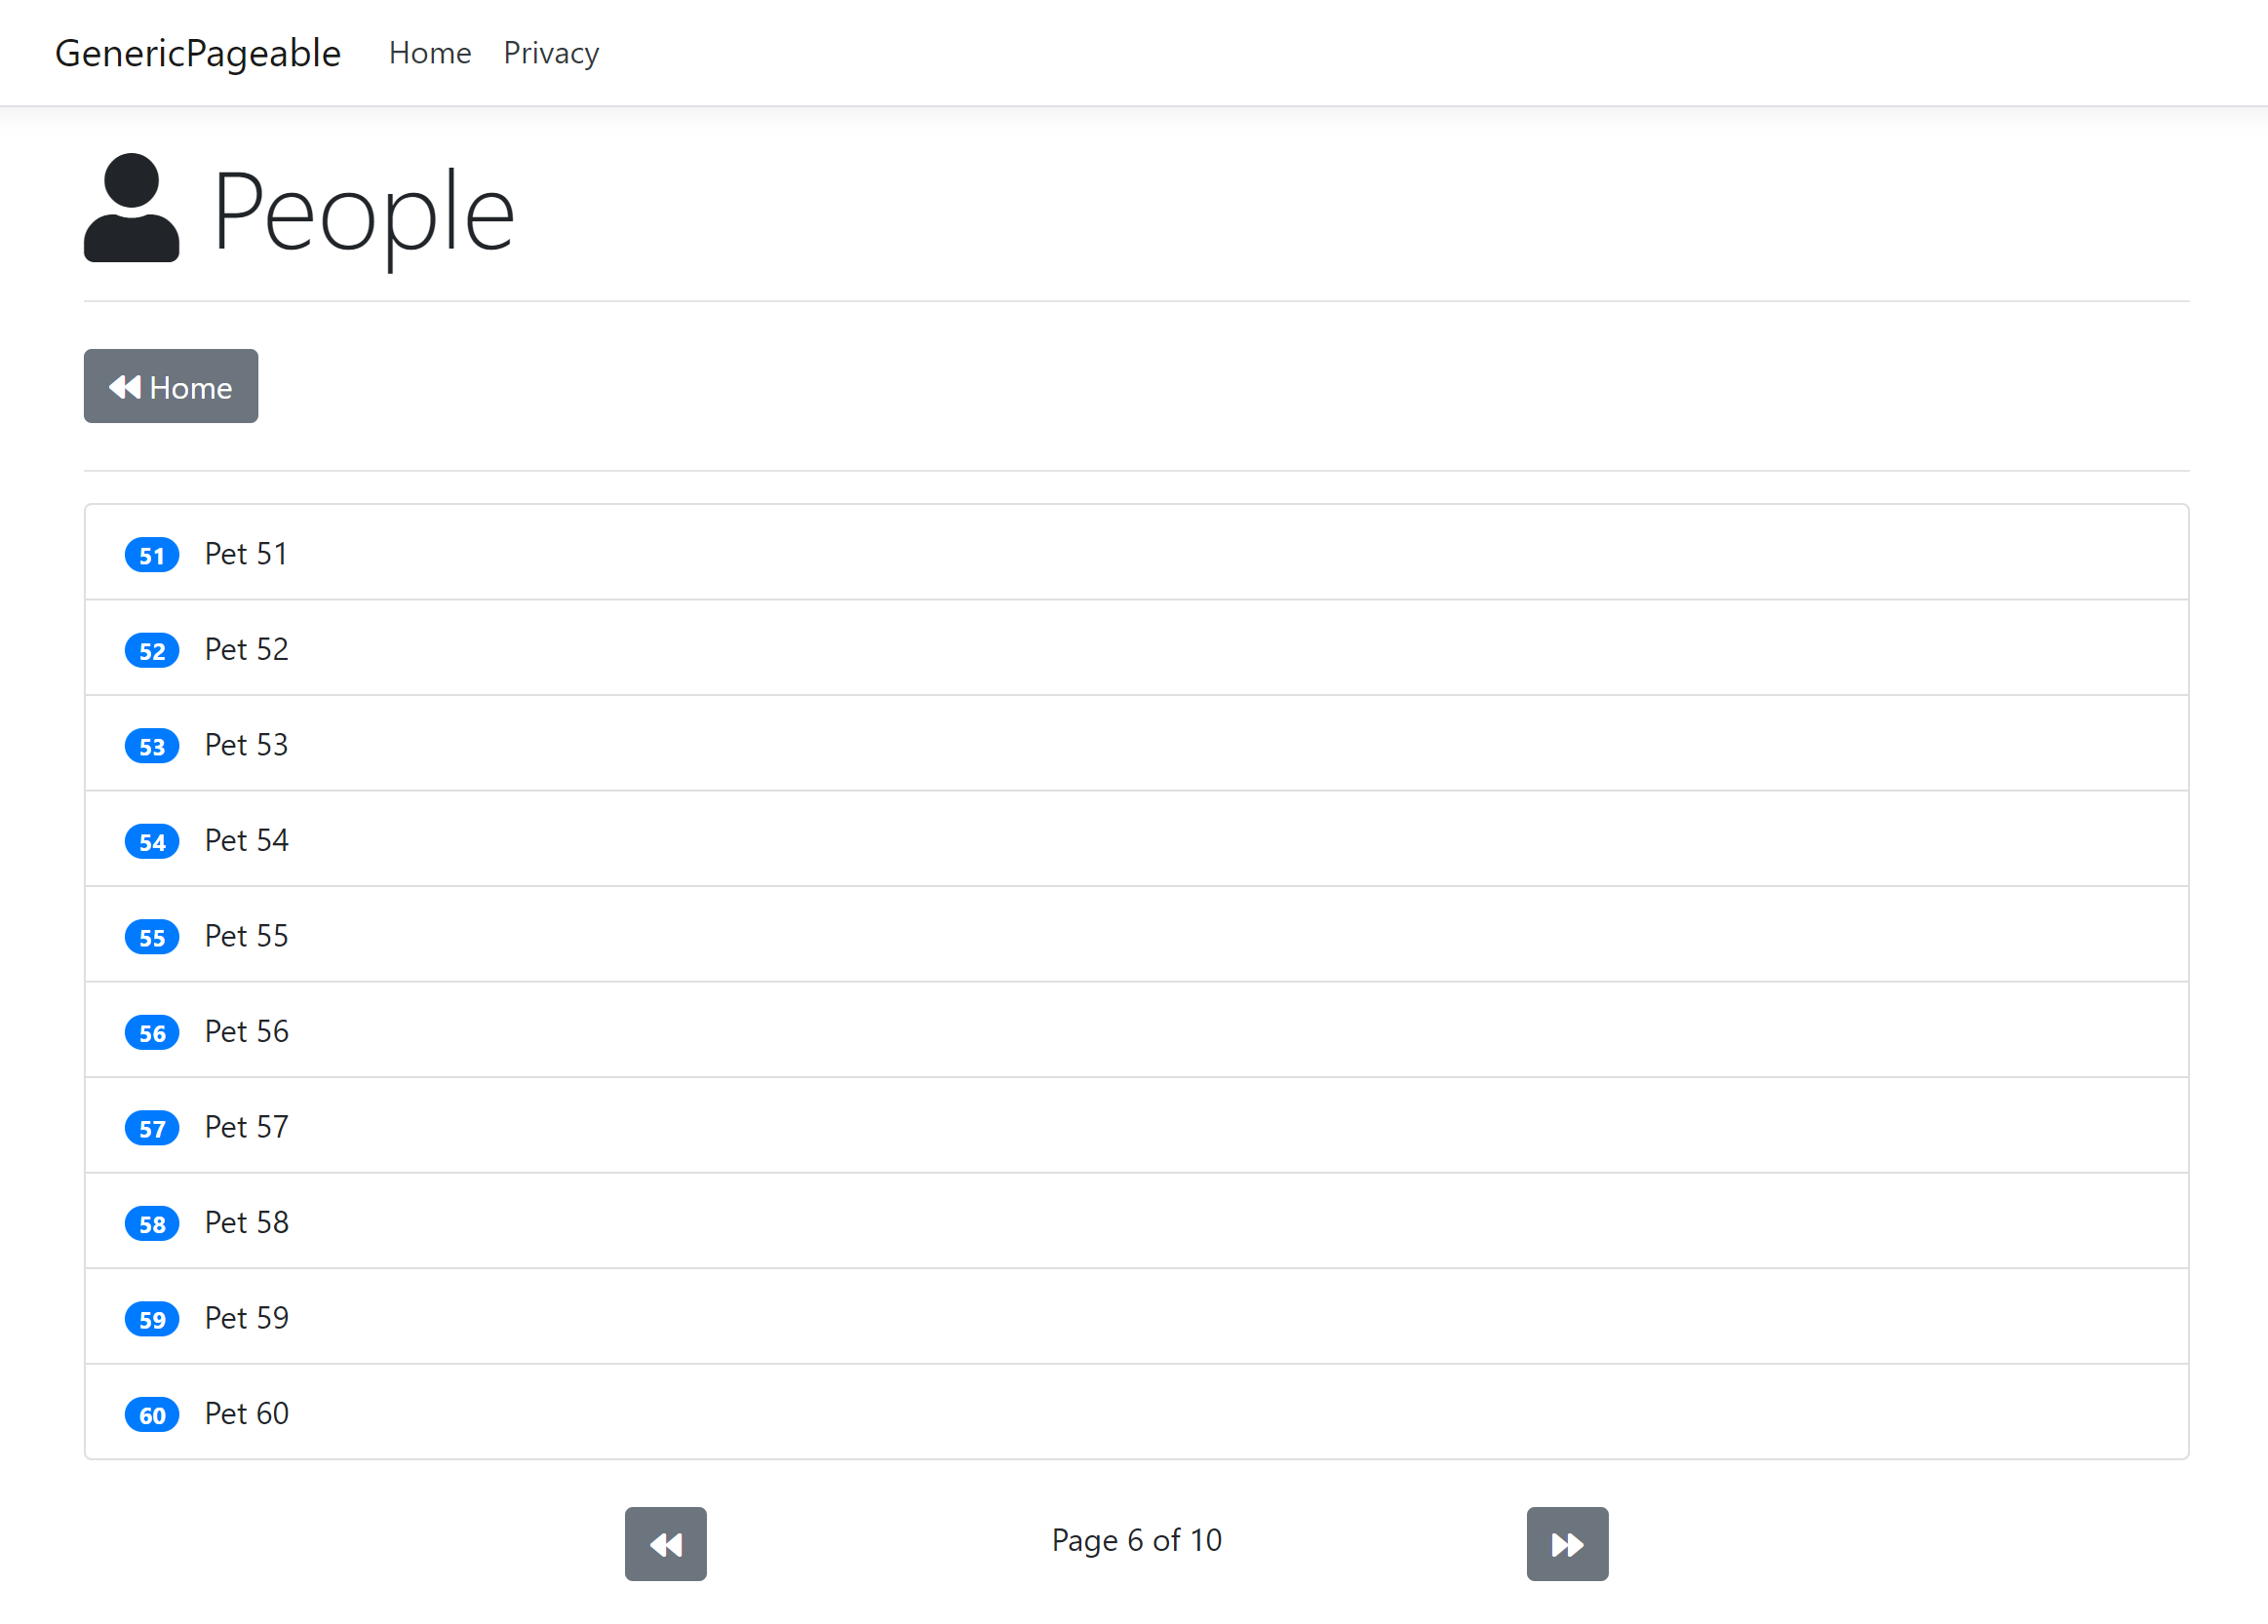 GenericPageable Home Privacy
People
Home
51 Pet 51
52 Pet 52
53 Pet 53
54 Pet 54
55 Pet 55
56 Pet 56
57 Pet 57
58 Pet 58
59 Pet 59
60 Pet 60
Page 6 of 10